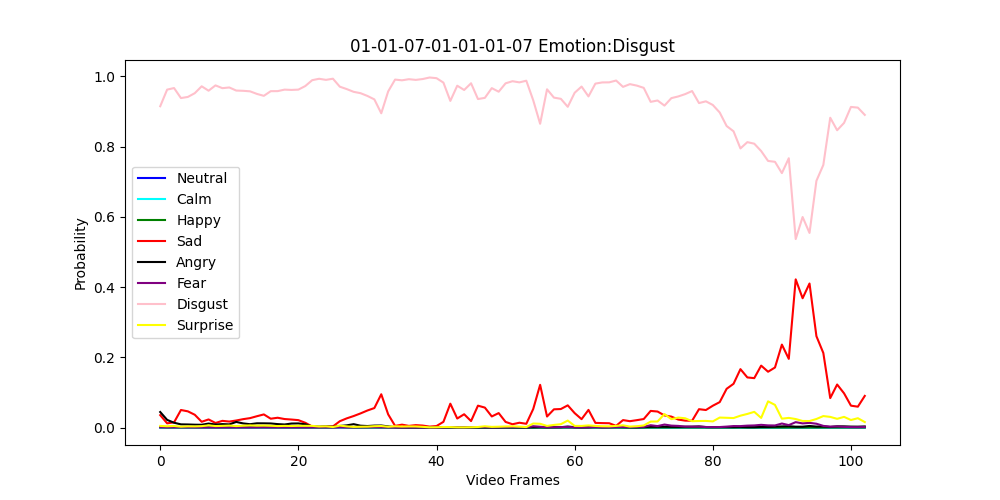 01-01-07-01-01-01-07 Emotion:Disgust
Probability
1.0
0.8
0.6
0.4
0.2
0.0
Neutral
Calm
Happy
Sad
Angry
Fear
Disgust
Surprise
0 20 40 60 80 100
Video Frames